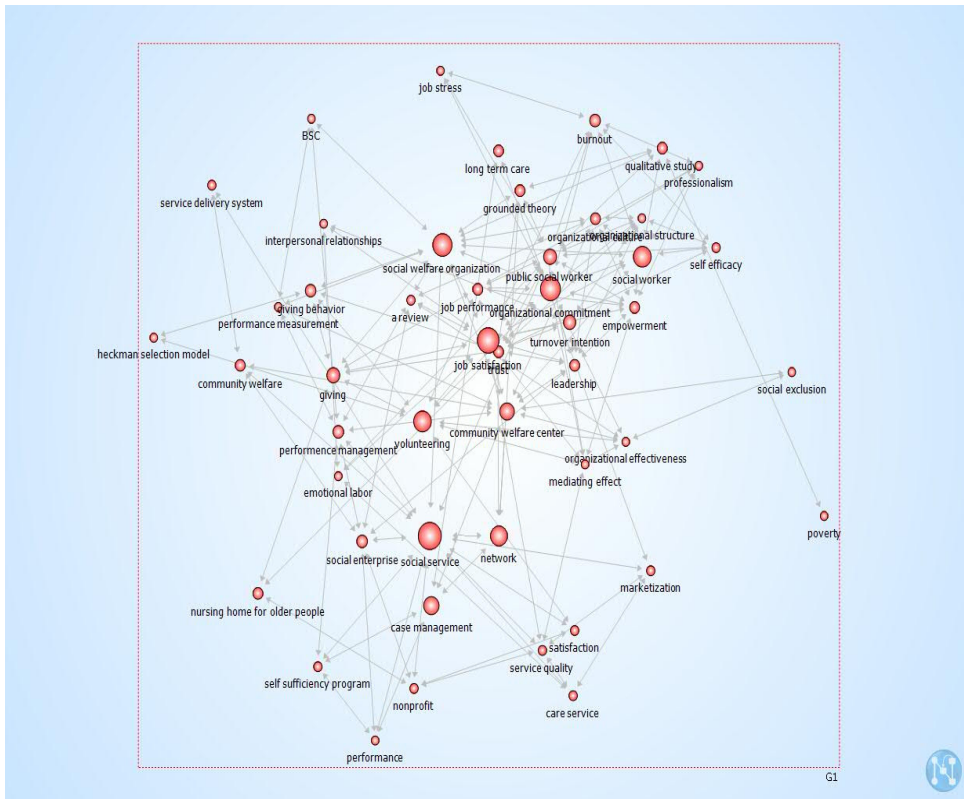 job stress
BSC
burnout
long term care
qualitative study
professionalism
service delivery system
grounded theory
interpersonal relationships
organizational culture
organizational structure
social welfare organization
public social worker
social worker
self efficacy
giving behavior
job performance
organizational commitment
performance measurement
a review
empowerment
turnover intention
heckman selection model
job satisfaction
trust
community welfare
leadership
social exclusion
giving
volunteering
community welfare center
performence management
organizational effectiveness
mediating effect
emotional labor
poverty
social enterprise
social service
network
marketization
nursing home for older people
case management
satisfaction
service quality
self sufficiency program
nonprofit
care service
performance
G1